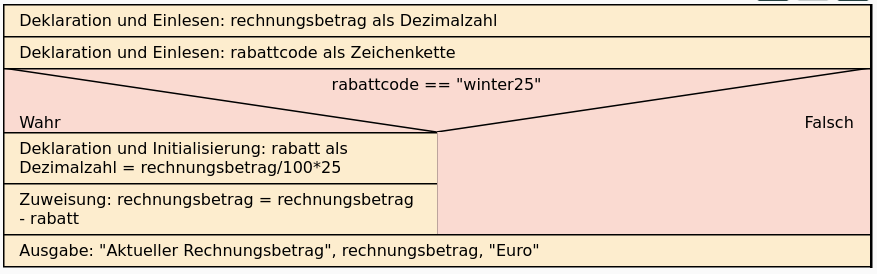 Deklaration und Einlesen: rechnungsbetrag als Dezimalzahl
Deklaration und Einlesen: rabattcode als Zeichenkette
rabattcode == "winter25"
Wahr
Falsch
Deklaration und Initialisierung: rabatt als
Dezimalzahl = rechnungsbetrag/100*25
Zuweisung: rechnungsbetrag = rechnungsbetrag
- rabatt
Ausgabe: "Aktueller Rechnungsbetrag", rechnungsbetrag, "Euro"